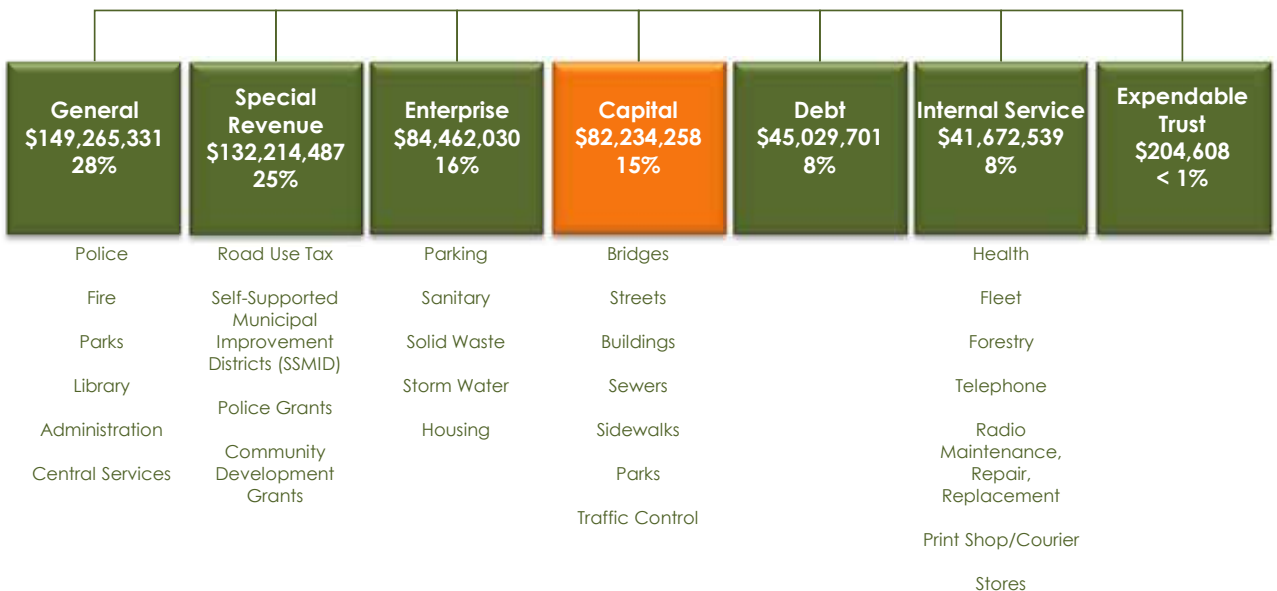 General
$149,265,331
28%
Special
Revenue
$132,214,487
25%
Enterprise
$84,462,030
16%
Capital
$82,234,258
15%
Debt
$45,029,701
8%
Internal Service
$41,672,539
8%
Expendable
Trust
$204,608
< 1%
Police
Fire
Parks
Library
Administration
Central Services
Road Use Tax
Self-Supported
Municipal
Improvement
Districts (SSMID)
Police Grants
Community
Development
Grants
Parking
Sanitary
Solid Waste
Storm Water
Housing
Bridges
Streets
Buildings
Sewers
Sidewalks
Parks
Traffic Control
Health
Fleet
Forestry
Telephone
Radio
Maintenance,
Repair,
Replacement
Print Shop/Courier
Stores